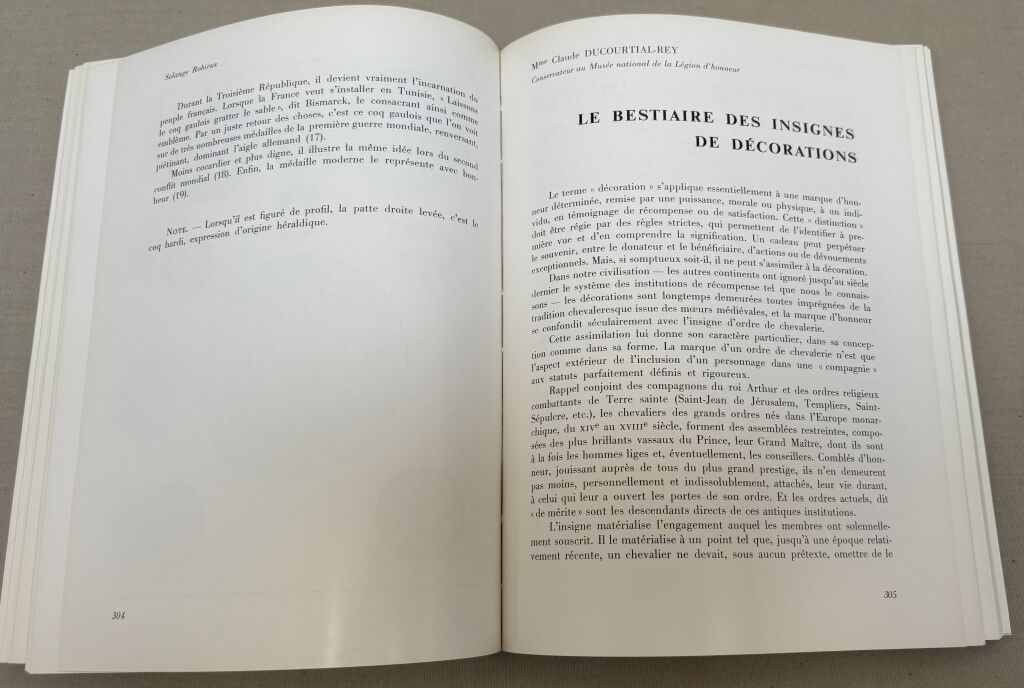 Solange Robieux
Durant la Troisième République, il devient vraiment l'incarnation du
peuple français. Lorsque la France veut s'installer en Tunisie, « Laissons
le coq gaulois gratter le sable », dit Bismarck, le consacrant ainsi comme
emblème. Par un juste retour des choses, c'est ce coq gaulois que l'on voit
sur de très nombreuses médailles de la première guerre mondiale, renversant,
piétinant, dominant l'aigle allemand (17).
Moins cocardier et plus digne, il illustre la même idée lors du second
conflit mondial (18). Enfin, la médaille moderne le représente avec bon-
heur (19).
NOTE. — Lorsqu'il est figuré de profil, la patte droite levée, c'est le
coq hardi, expression d'origine héraldique.
304
Mme Claude DUCOURTIAL-REY
Conservateur au Musée national de la Légion d'honneur
LE BESTIAIRE DES INSIGNES
DE DÉCORATIONS
Le terme « décoration » s'applique essentiellement à une marque d'hon-
neur déterminée, remise par une puissance, morale ou physique, à un indi-
vidu, en témoignage de récompense ou de satisfaction. Cette « distinction »
doit être régie par des règles strictes, qui permettent de l'identifier à pre-
mière vue et d'en comprendre la signification. Un cadeau peut perpétuer
le souvenir, entre le donateur et le bénéficiaire, d'actions ou de dévouements
exceptionnels. Mais, si somptueux soit-il, il ne peut s'assimiler à la décoration.
Dans notre civilisation — les autres continents ont ignoré jusqu'au siècle
dernier le système des institutions de récompense tel que nous le connais-
sons — les décorations sont longtemps demeurées toutes imprégnées de la
tradition chevaleresque issue des mœurs médiévales, et la marque d'honneur
se confondit séculairement avec l'insigne d'ordre de chevalerie.
Cette assimilation lui donne son caractère particulier, dans sa concep-
tion comme dans sa forme. La marque d'un ordre de chevalerie n'est que
l'aspect extérieur de l'inclusion d'un personnage dans une « compagnie »
aux statuts parfaitement définis et rigoureux.
Rappel conjoint des compagnons du roi Arthur et des ordres religieux
combattants de Terre sainte (Saint-Jean de Jérusalem, Templiers, Saint-
Sépulcre, etc.), les chevaliers des grands ordres nés dans l'Europe monar-
chique, du XIVe au XVIIIe siècle, forment des assemblées restreintes, compo-
sées des plus brillants vassaux du Prince, leur Grand Maître, dont ils sont
à la fois les hommes liges et, éventuellement, les conseillers. Comblés d'hon-
neur, jouissant auprès de tous du plus grand prestige, ils n'en demeurent
pas moins, personnellement et indissolublement, attachés, leur vie durant,
à celui qui leur a ouvert les portes de son ordre. Et les ordres actuels, dit
« de mérite » sont les descendants directs de ces antiques institutions.
L'insigne matérialise l'engagement auquel les membres ont solennelle-
ment souscrit. Il le matérialise à un point tel que, jusqu'à une époque relati-
vement récente, un chevalier ne devait, sous aucun prétexte, omettre de le
305